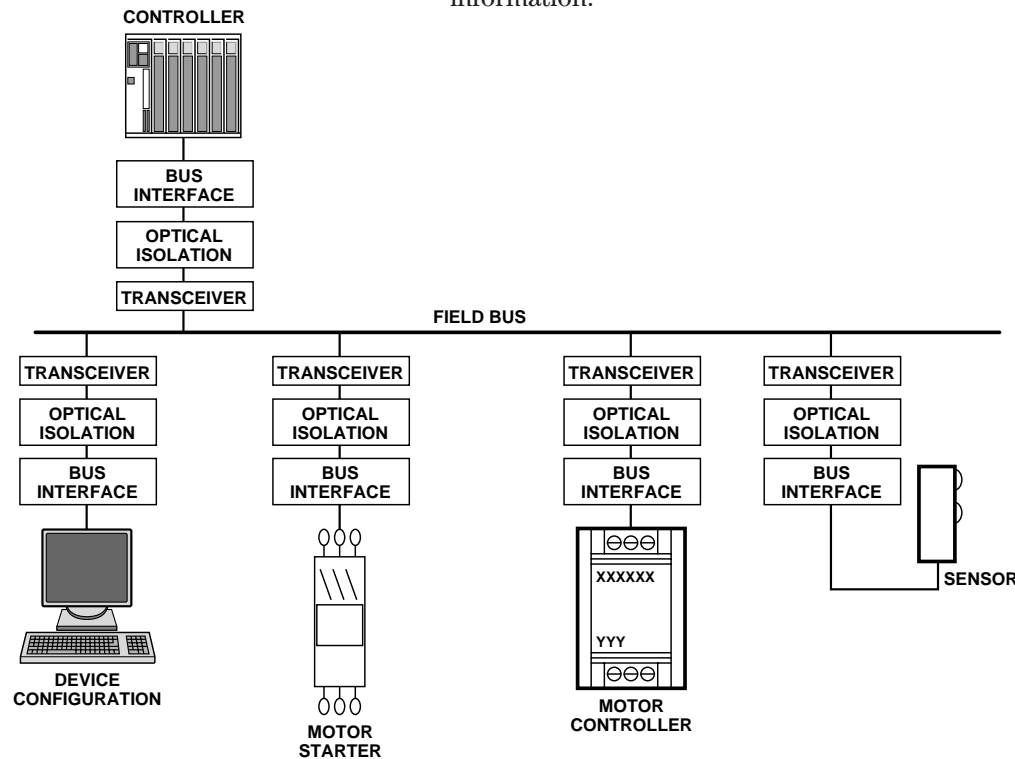 information.
CONTROLLER
BUS
INTERFACE
OPTICAL
ISOLATION
TRANSCEIVER
FIELD BUS
TRANSCEIVER
OPTICAL
ISOLATION
BUS
INTERFACE
DEVICE
CONFIGURATION
TRANSCEIVER
OPTICAL
ISOLATION
BUS
INTERFACE
MOTOR
STARTER
TRANSCEIVER
OPTICAL
ISOLATION
BUS
INTERFACE
XXXXXX
YYY
MOTOR
CONTROLLER
TRANSCEIVER
OPTICAL
ISOLATION
BUS
INTERFACE
SENSOR